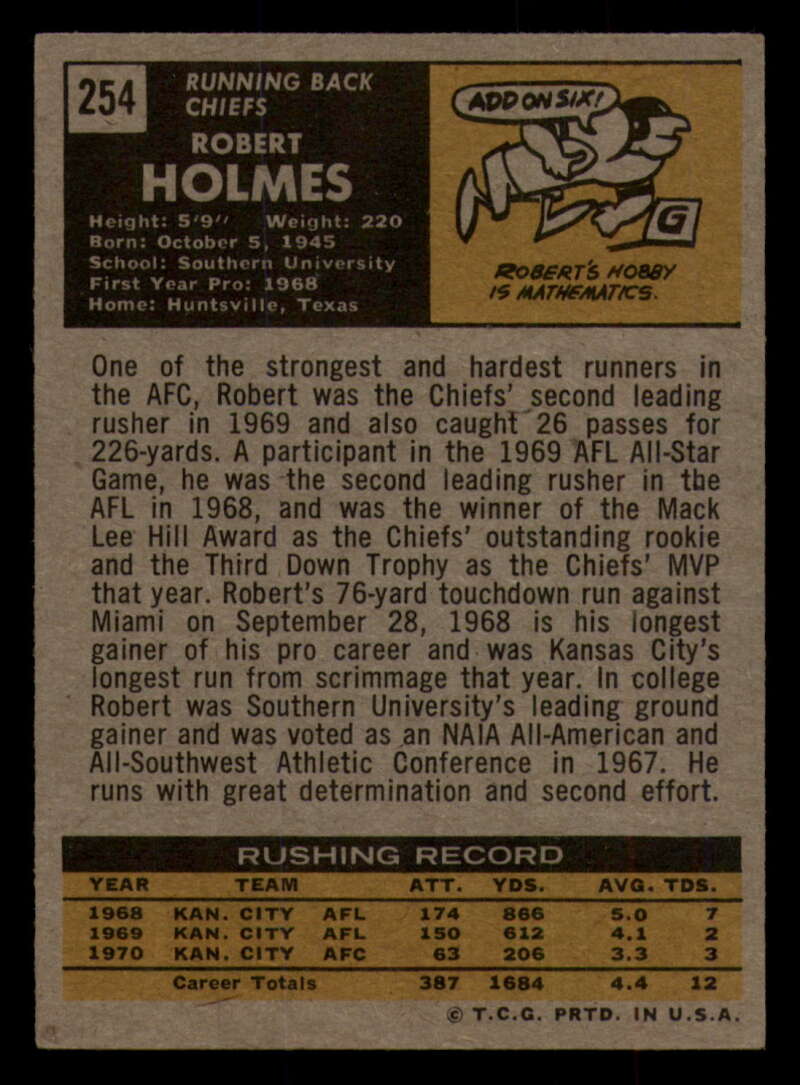 254
RUNNING BACK
CHIEFS
ROBERT
HOLMES
Height: 5'9" Weight: 220
Born: October 5, 1945
School: Southern University
First Year Pro: 1968
Home: Huntsville, Texas
ADD ON SIX!
G
ROBERT'S HOBBY
IS MATHEMATICS.
One of the strongest and hardest runners in
the AFC, Robert was the Chiefs' second leading
rusher in 1969 and also caught 26 passes for
226-yards. A participant in the 1969 AFL All-Star
Game, he was the second leading rusher in the
AFL in 1968, and was the winner of the Mack
Lee Hill Award as the Chiefs' outstanding rookie
and the Third Down Trophy as the Chiefs' MVP
that year. Robert's 76-yard touchdown run against
Miami on September 28, 1968 is his longest
gainer of his pro career and was Kansas City's
longest run from scrimmage that year. In college
Robert was Southern University's leading ground
gainer and was voted as an NAIA All-American and
All-Southwest Athletic Conference in 1967. He
runs with great determination and second effort.
RUSHING RECORD
YEAR TEAM ATT. YDS. AVG. TDS.
1968 KAN. CITY AFL 174 866 5.0 7
1969 KAN. CITY AFL 150 612 4.1 2
1970 KAN. CITY AFC 63 206 3.3 3
Career Totals 387 1684 4.4 12
© T.C.G. PRTD. IN U.S.A.